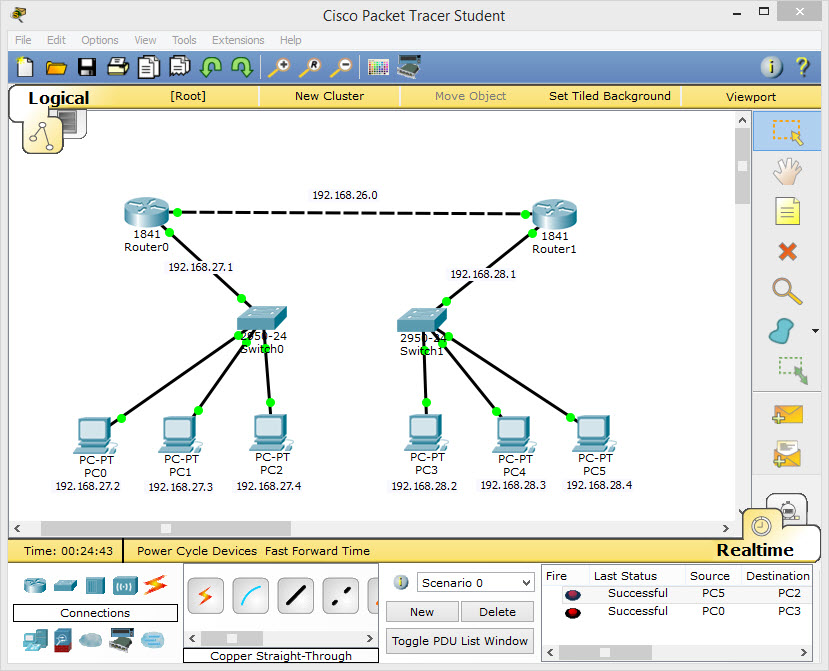 Cisco Packet Tracer Student
File Edit Options View Tools Extensions Help
Logical [Root] New Cluster Move Object Set Tiled Background Viewport
192.168.26.0
1841
Router0
1841
Router1
192.168.27.1
192.168.28.1
2950-24
Switch0
2950-24
Switch1
PC-PT
PC0
192.168.27.2
PC-PT
PC1
192.168.27.3
PC-PT
PC2
192.168.27.4
PC-PT
PC3
192.168.28.2
PC-PT
PC4
192.168.28.3
PC-PT
PC5
192.168.28.4
Time: 00:24:43 Power Cycle Devices Fast Forward Time Realtime
Connections
Copper Straight-Through
Scenario 0
New Delete
Toggle PDU List Window
Fire Last Status Source Destination
Successful PC5 PC2
Successful PC0 PC3